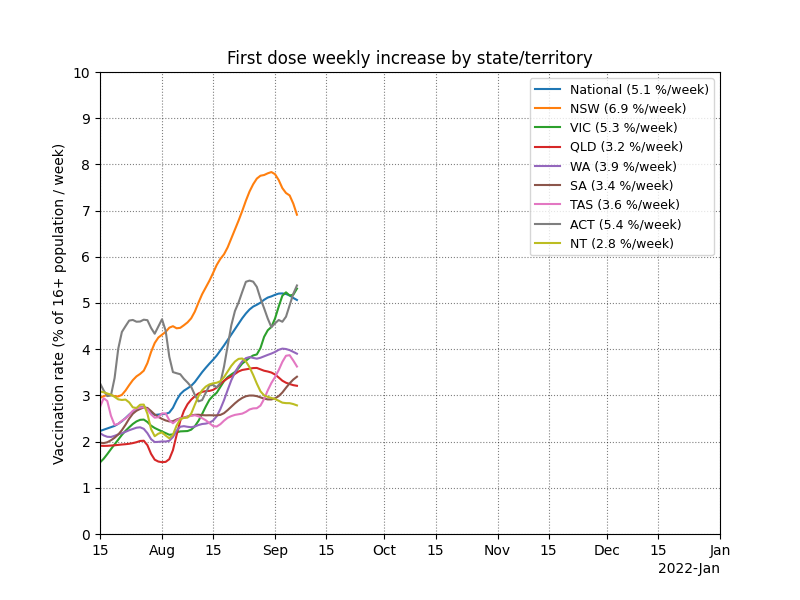 First dose weekly increase by state/territory
Vaccination rate (% of 16+ population / week)
10
9
8
7
6
5
4
3
2
1
0
National (5.1 %/week)
NSW (6.9 %/week)
VIC (5.3 %/week)
QLD (3.2 %/week)
WA (3.9 %/week)
SA (3.4 %/week)
TAS (3.6 %/week)
ACT (5.4 %/week)
NT (2.8 %/week)
15 Aug 15 Sep 15 Oct 15 Nov 15 Dec 15 Jan
2022-Jan